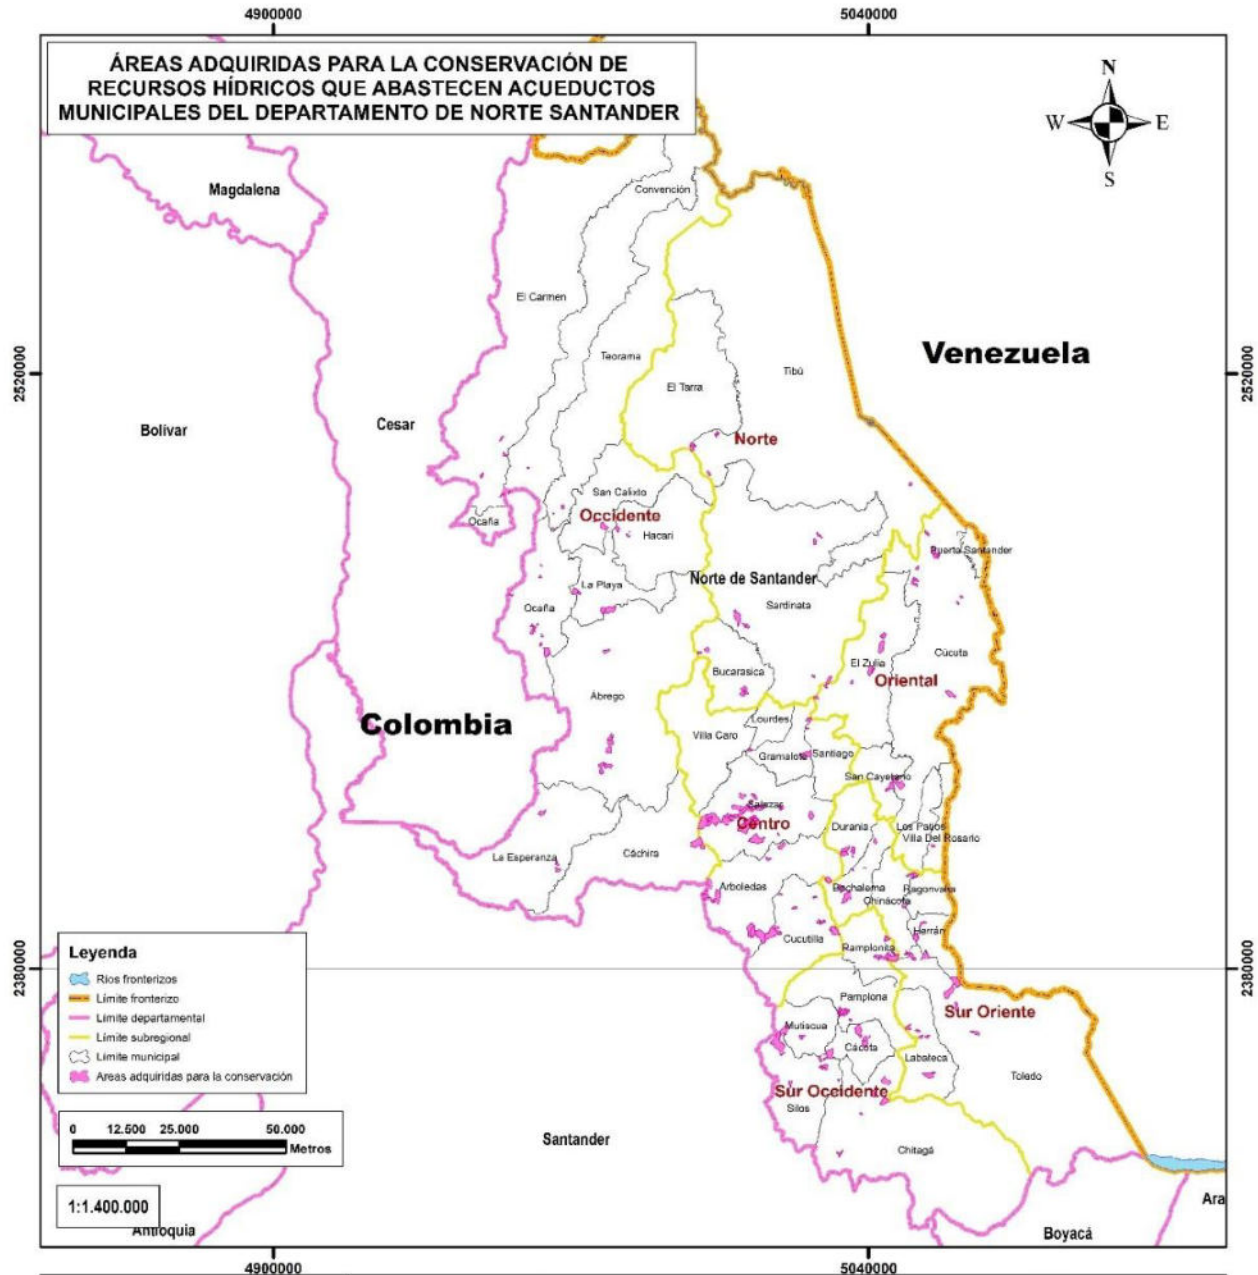 4900000
5040000
ÁREAS ADQUIRIDAS PARA LA CONSERVACIÓN DE
RECURSOS HÍDRICOS QUE ABASTECEN ACUEDUCTOS
MUNICIPALES DEL DEPARTAMENTO DE NORTE SANTANDER
N
W
E
S
Magdalena
Convención
El Carmen
Venezuela
Teorama
2520000
2520000
Tibú
El Tarra
Cesar
Bolívar
Norte
San Calixto
Occidente
Ocaña
Hacarí
Puerto Santander
Norte de Santander
La Playa
Ocaña
Sardinata
Cúcuta
El Zulia
Bucarasica
Oriental
Abrego
Lourdes
Colombia
Villa Caro
Gramalote
Santiago
San Cayetano
Salazar
Centro
Durania
Los Patios
Villa Del Rosario
La Esperanza
Cáchira
Arboledas
Bochalema
Ragonvalia
Chinácota
Herrán
Cucutilla
Ramplonita
Leyenda
2380000
2380000
Ríos fronterizos
Límite fronterizo
Límite departamental
Límite subregional
Límite municipal
Areas adquiridas para la conservación
Pamplona
Sur Oriente
Mutiscua
Cácota
Labateca
Toledo
Sur Occidente
Silos
0 12.500 25.000 50.000
Metros
Santander
Chitagá
1:1.400.000
Antioquia
Boyacá
Ara
4900000
5040000